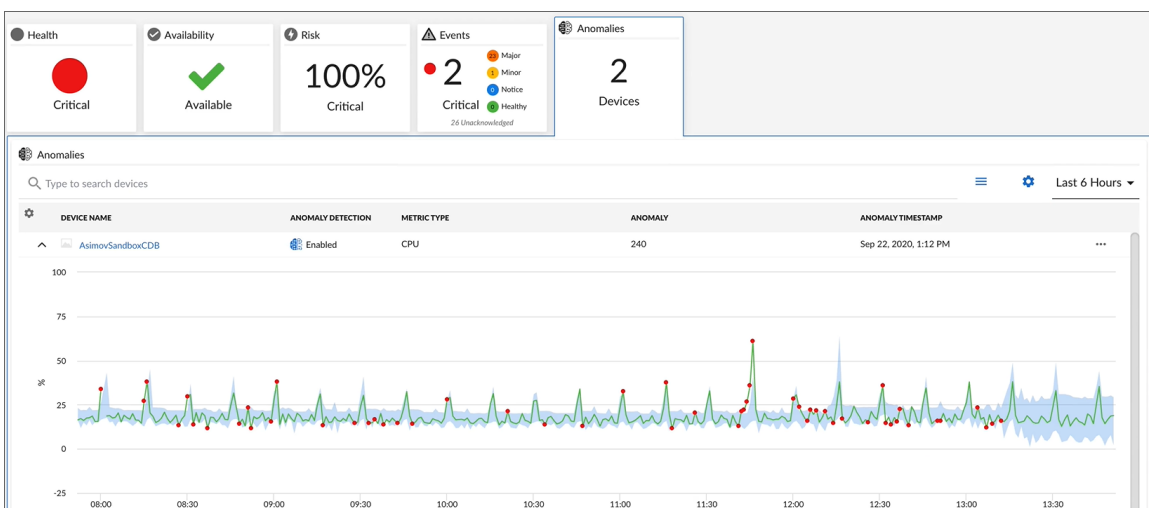 Health
Critical
Availability
Available
Risk
100%
Critical
Events
2
Critical
23 Major
1 Minor
0 Notice
0 Healthy
26 Unacknowledged
Anomalies
2
Devices
Anomalies
Type to search devices
Last 6 Hours
DEVICE NAME ANOMALY DETECTION METRIC TYPE ANOMALY ANOMALY TIMESTAMP
AsimovSandboxCDB Enabled CPU 240 Sep 22, 2020, 1:12 PM
100
75
50
%
25
0
-25
08:00 08:30 09:00 09:30 10:00 10:30 11:00 11:30 12:00 12:30 13:00 13:30